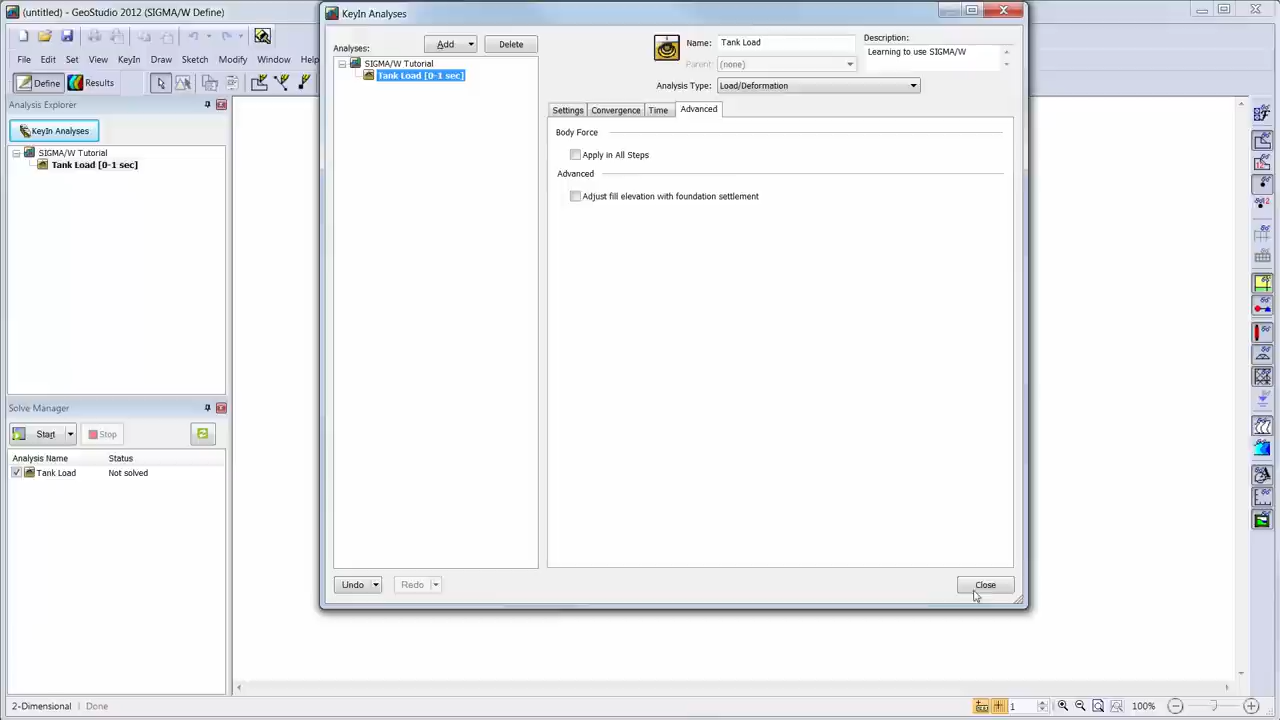 (untitled) - GeoStudio 2012 (SIGMA/W Define)
File Edit Set View KeyIn Draw Sketch Modify Window Help
Define Results
Analysis Explorer
KeyIn Analyses
SIGMA/W Tutorial
Tank Load [0-1 sec]
Solve Manager
Start Stop
Analysis Name Status
Tank Load Not solved
2-Dimensional Done
KeyIn Analyses
Analyses: Add Delete
SIGMA/W Tutorial
Tank Load [0-1 sec]
Undo Redo
Name: Tank Load
Parent: (none)
Analysis Type: Load/Deformation
Description:
Learning to use SIGMA/W
Settings Convergence Time Advanced
Body Force
Apply in All Steps
Advanced
Adjust fill elevation with foundation settlement
Close
1 100%